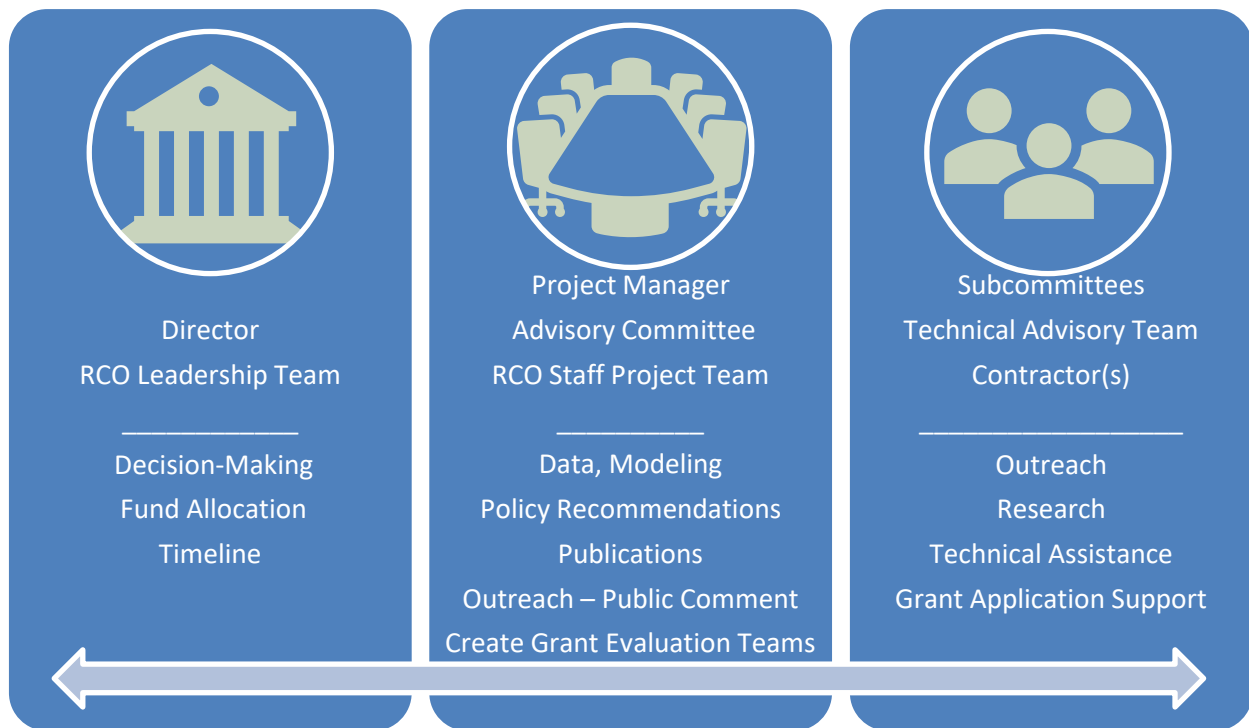 Director
RCO Leadership Team
____________
Decision-Making
Fund Allocation
Timeline
Project Manager
Advisory Committee
RCO Staff Project Team
__________
Data, Modeling
Policy Recommendations
Publications
Outreach – Public Comment
Create Grant Evaluation Teams
Subcommittees
Technical Advisory Team
Contractor(s)
__________________
Outreach
Research
Technical Assistance
Grant Application Support